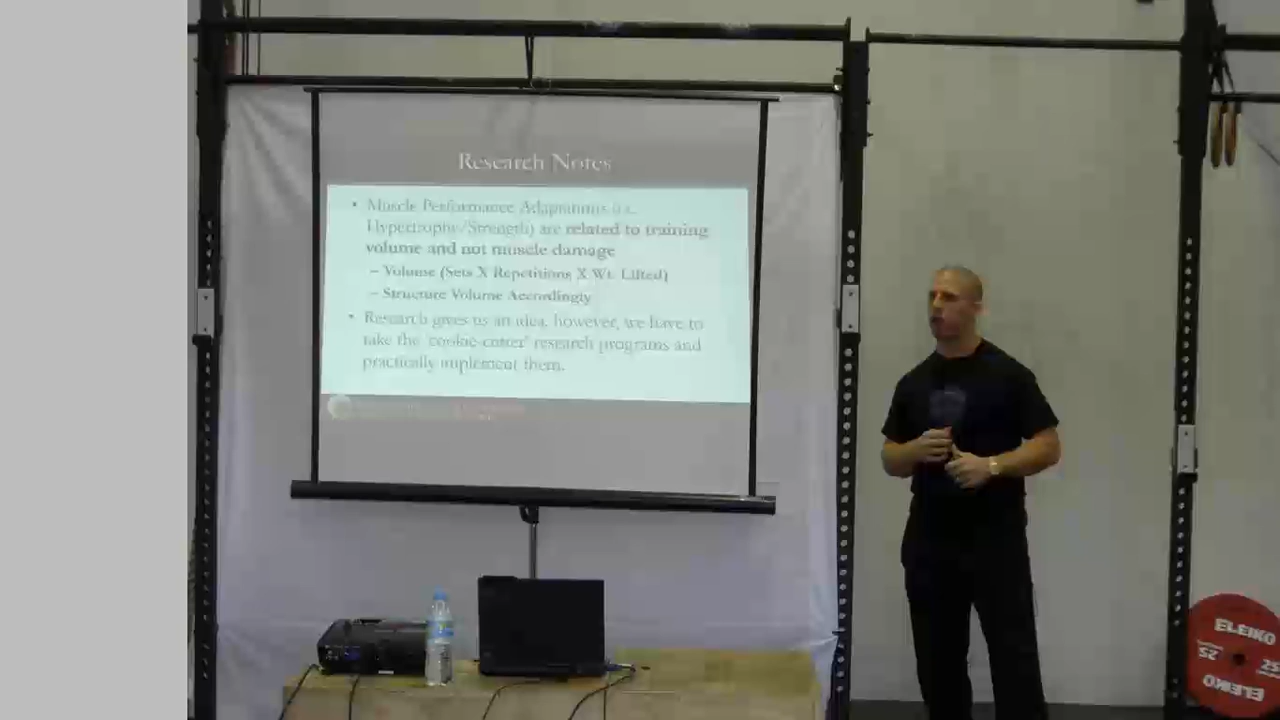 Research Notes
• Muscle Performance Adaptations (i.e.
Hypertrophy/Strength) are related to training
volume and not muscle damage
– Volume (Sets X Repetitions X Wt. Lifted)
– Structure Volume Accordingly
• Research gives us an idea, however, we have to
take the 'cookie-cutter' research programs and
practically implement them.
ELEIKO
25 25
ELEIKO